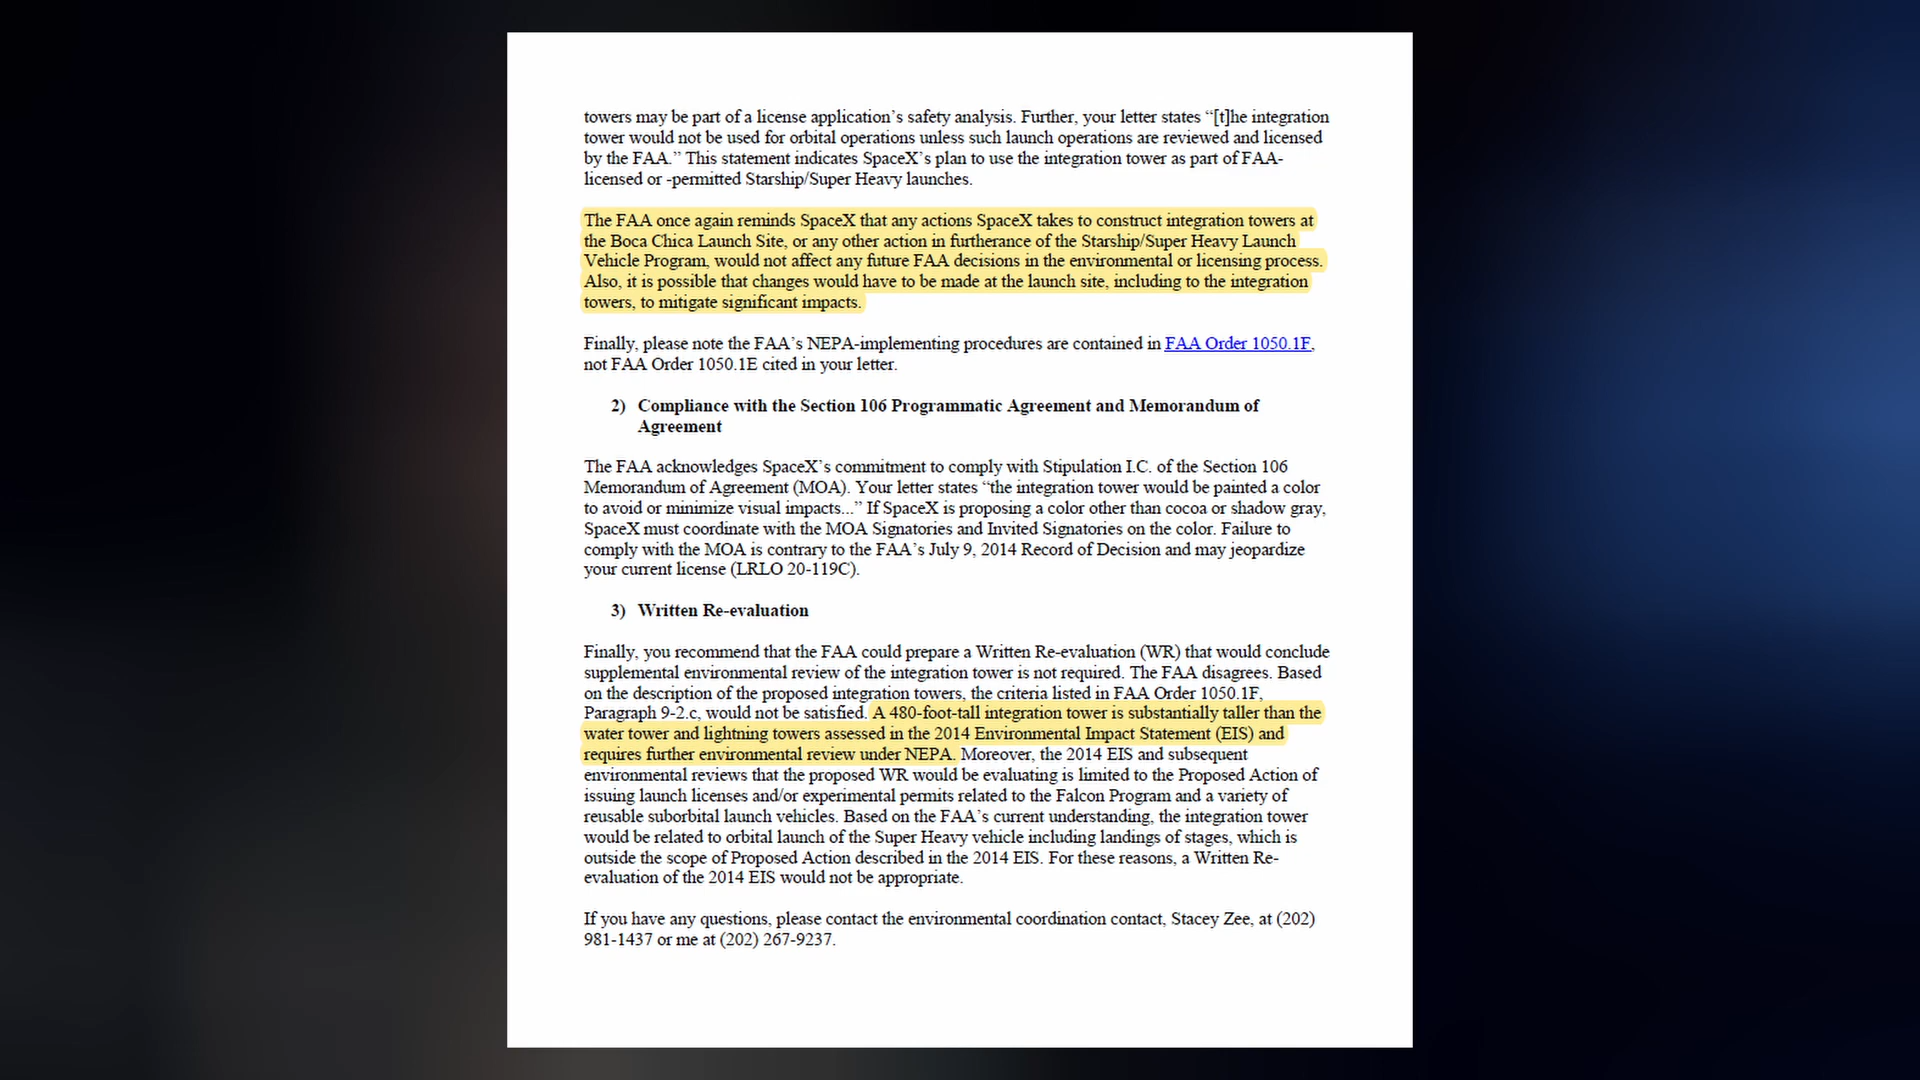 towers may be part of a license application’s safety analysis. Further, your letter states “[t]he integration
tower would not be used for orbital operations unless such launch operations are reviewed and licensed
by the FAA.” This statement indicates SpaceX’s plan to use the integration tower as part of FAA-
licensed or -permitted Starship/Super Heavy launches.
The FAA once again reminds SpaceX that any actions SpaceX takes to construct integration towers at
the Boca Chica Launch Site, or any other action in furtherance of the Starship/Super Heavy Launch
Vehicle Program, would not affect any future FAA decisions in the environmental or licensing process.
Also, it is possible that changes would have to be made at the launch site, including to the integration
towers, to mitigate significant impacts.
Finally, please note the FAA’s NEPA-implementing procedures are contained in FAA Order 1050.1F,
not FAA Order 1050.1E cited in your letter.
2) Compliance with the Section 106 Programmatic Agreement and Memorandum of
Agreement
The FAA acknowledges SpaceX’s commitment to comply with Stipulation I.C. of the Section 106
Memorandum of Agreement (MOA). Your letter states “the integration tower would be painted a color
to avoid or minimize visual impacts...” If SpaceX is proposing a color other than cocoa or shadow gray,
SpaceX must coordinate with the MOA Signatories and Invited Signatories on the color. Failure to
comply with the MOA is contrary to the FAA’s July 9, 2014 Record of Decision and may jeopardize
your current license (LRLO 20-119C).
3) Written Re-evaluation
Finally, you recommend that the FAA could prepare a Written Re-evaluation (WR) that would conclude
supplemental environmental review of the integration tower is not required. The FAA disagrees. Based
on the description of the proposed integration towers, the criteria listed in FAA Order 1050.1F,
Paragraph 9-2.c, would not be satisfied. A 480-foot-tall integration tower is substantially taller than the
water tower and lightning towers assessed in the 2014 Environmental Impact Statement (EIS) and
requires further environmental review under NEPA. Moreover, the 2014 EIS and subsequent
environmental reviews that the proposed WR would be evaluating is limited to the Proposed Action of
issuing launch licenses and/or experimental permits related to the Falcon Program and a variety of
reusable suborbital launch vehicles. Based on the FAA’s current understanding, the integration tower
would be related to orbital launch of the Super Heavy vehicle including landings of stages, which is
outside the scope of Proposed Action described in the 2014 EIS. For these reasons, a Written Re-
evaluation of the 2014 EIS would not be appropriate.
If you have any questions, please contact the environmental coordination contact, Stacey Zee, at (202)
981-1437 or me at (202) 267-9237.